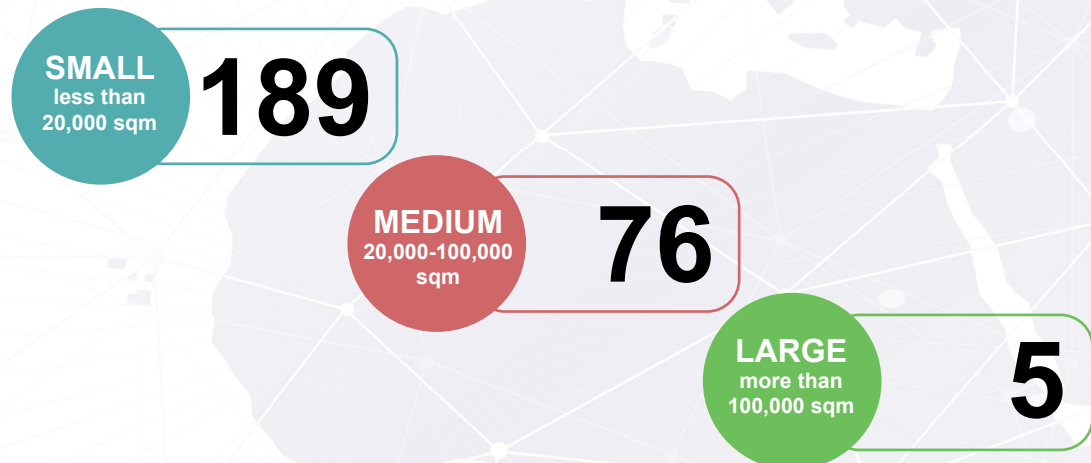 SMALL
less than
20,000 sqm
189
MEDIUM
20,000-100,000
sqm
76
LARGE
more than
100,000 sqm
5